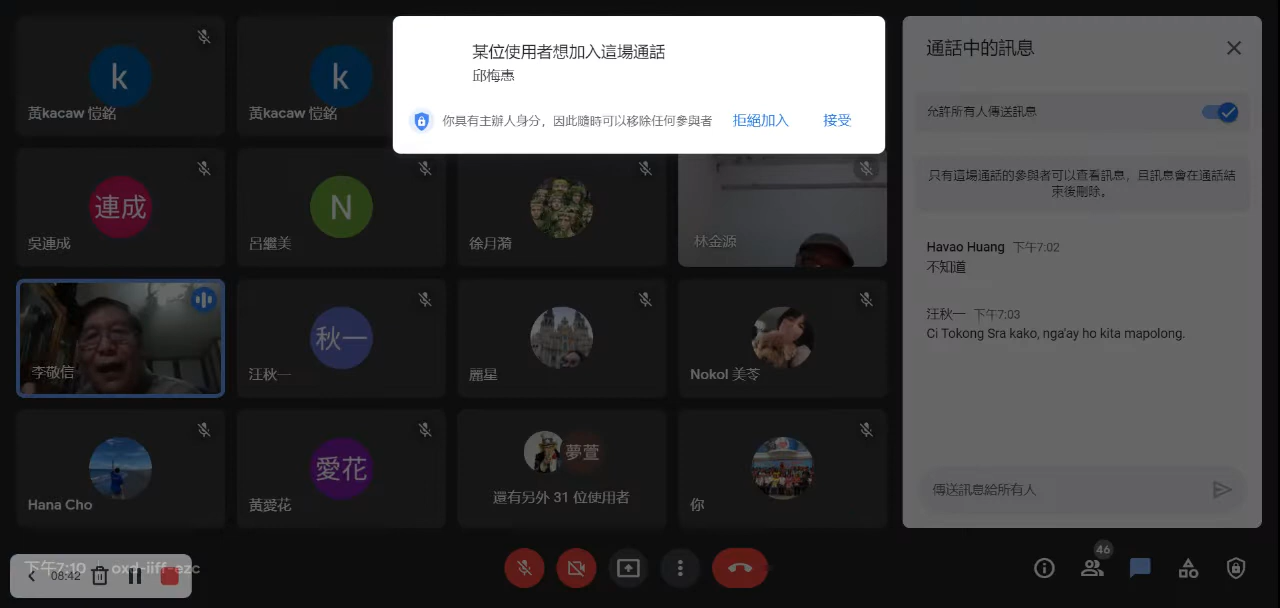 某位使用者想加入這場通話
邱梅惠
你具有主辦人身分，因此隨時可以移除任何參與者
拒絕加入
接受
k
黃kacaw 愷銘
k
黃kacaw 愷銘
連成
吳連成
N
呂繼美
徐月漪
林金源
李敬信
秋一
汪秋一
麗星
Nokol 美苓
Hana Cho
愛花
黃愛花
夢萱
還有另外 31 位使用者
你
通話中的訊息
允許所有人傳送訊息
只有這場通話的參與者可以查看訊息，且訊息會在通話結
束後刪除。
Havao Huang 下午7:02
不知道
汪秋一 下午7:03
Ci Tokong Sra kako, nga'ay ho kita mapolong.
傳送訊息給所有人
下午7:10
oxd-iiff-ezc
08:42
46